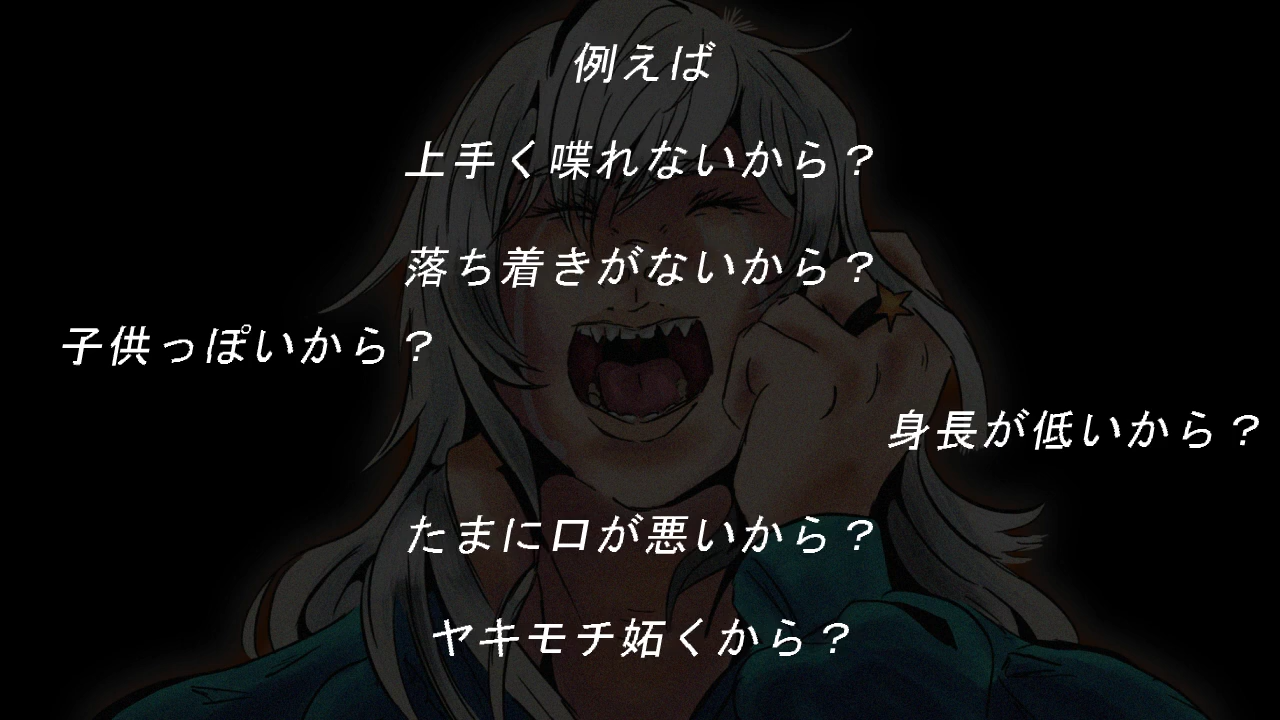 例えば
上手く喋れないから？
落ち着きがないから？
子供っぽいから？
身長が低いから？
たまに口が悪いから？
ヤキモチ妬くから？